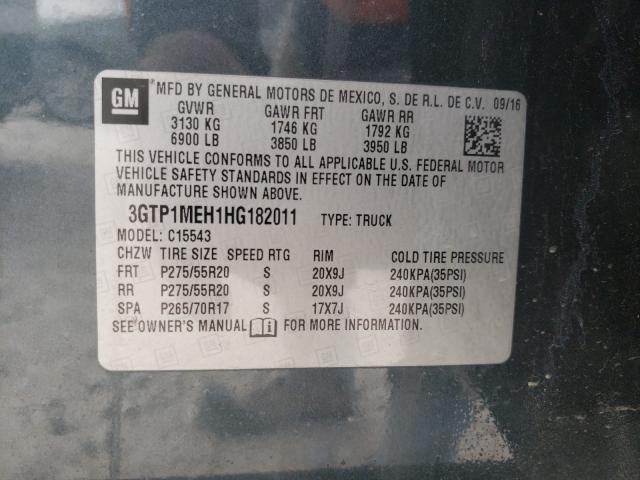 GM *MFD BY GENERAL MOTORS DE MEXICO, S. DE R.L. DE C.V. 09/16
GVWR GAWR FRT GAWR RR
3130 KG 1746 KG 1792 KG
6900 LB 3850 LB 3950 LB
THIS VEHICLE CONFORMS TO ALL APPLICABLE U.S. FEDERAL MOTOR
VEHICLE SAFETY STANDARDS IN EFFECT ON THE DATE OF
MANUFACTURE SHOWN ABOVE.
3GTP1MEH1HG182011 TYPE: TRUCK
MODEL: C15543
CHZW TIRE SIZE SPEED RTG RIM COLD TIRE PRESSURE
FRT P275/55R20 S 20X9J 240KPA(35PSI)
RR P275/55R20 S 20X9J 240KPA(35PSI)
SPA P265/70R17 S 17X7J 240KPA(35PSI)
SEE OWNER'S MANUAL FOR MORE INFORMATION.